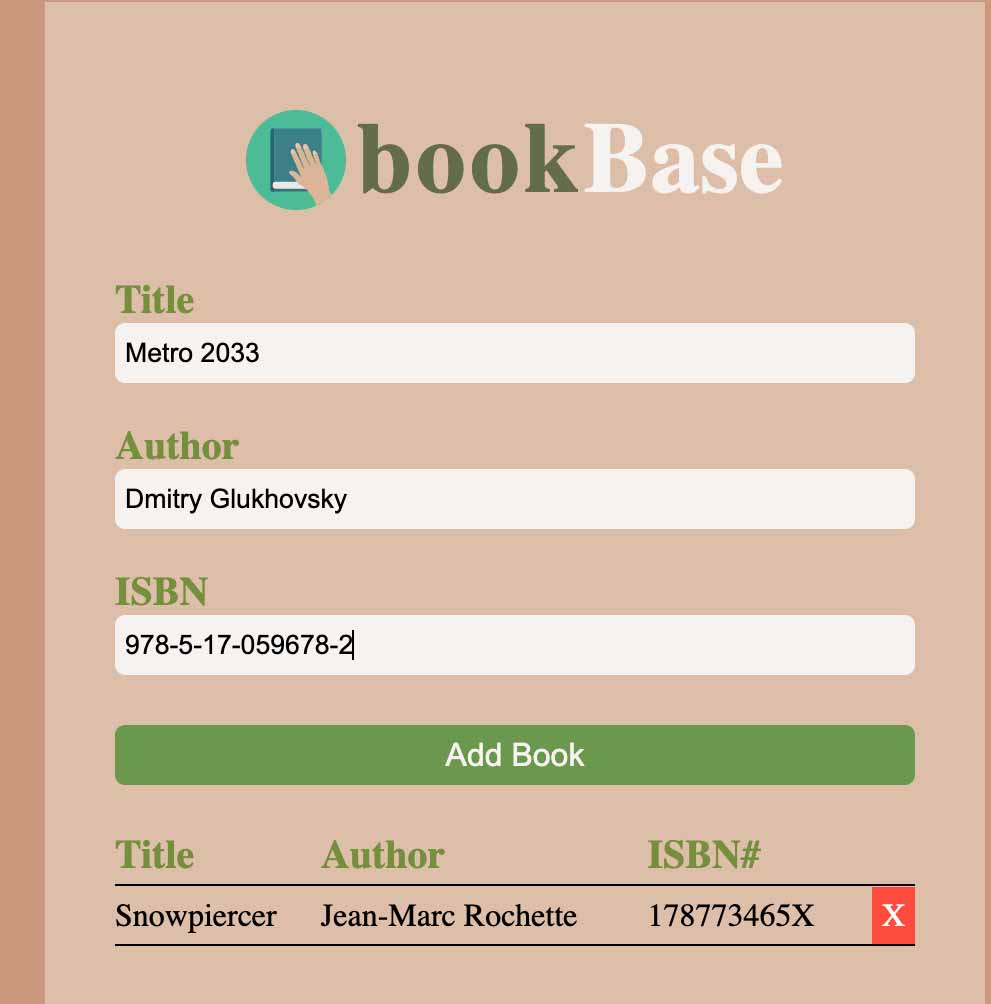 bookBase
Title
Metro 2033
Author
Dmitry Glukhovsky
ISBN
978-5-17-059678-2
Add Book
Title Author ISBN#
Snowpiercer Jean-Marc Rochette 178773465X X